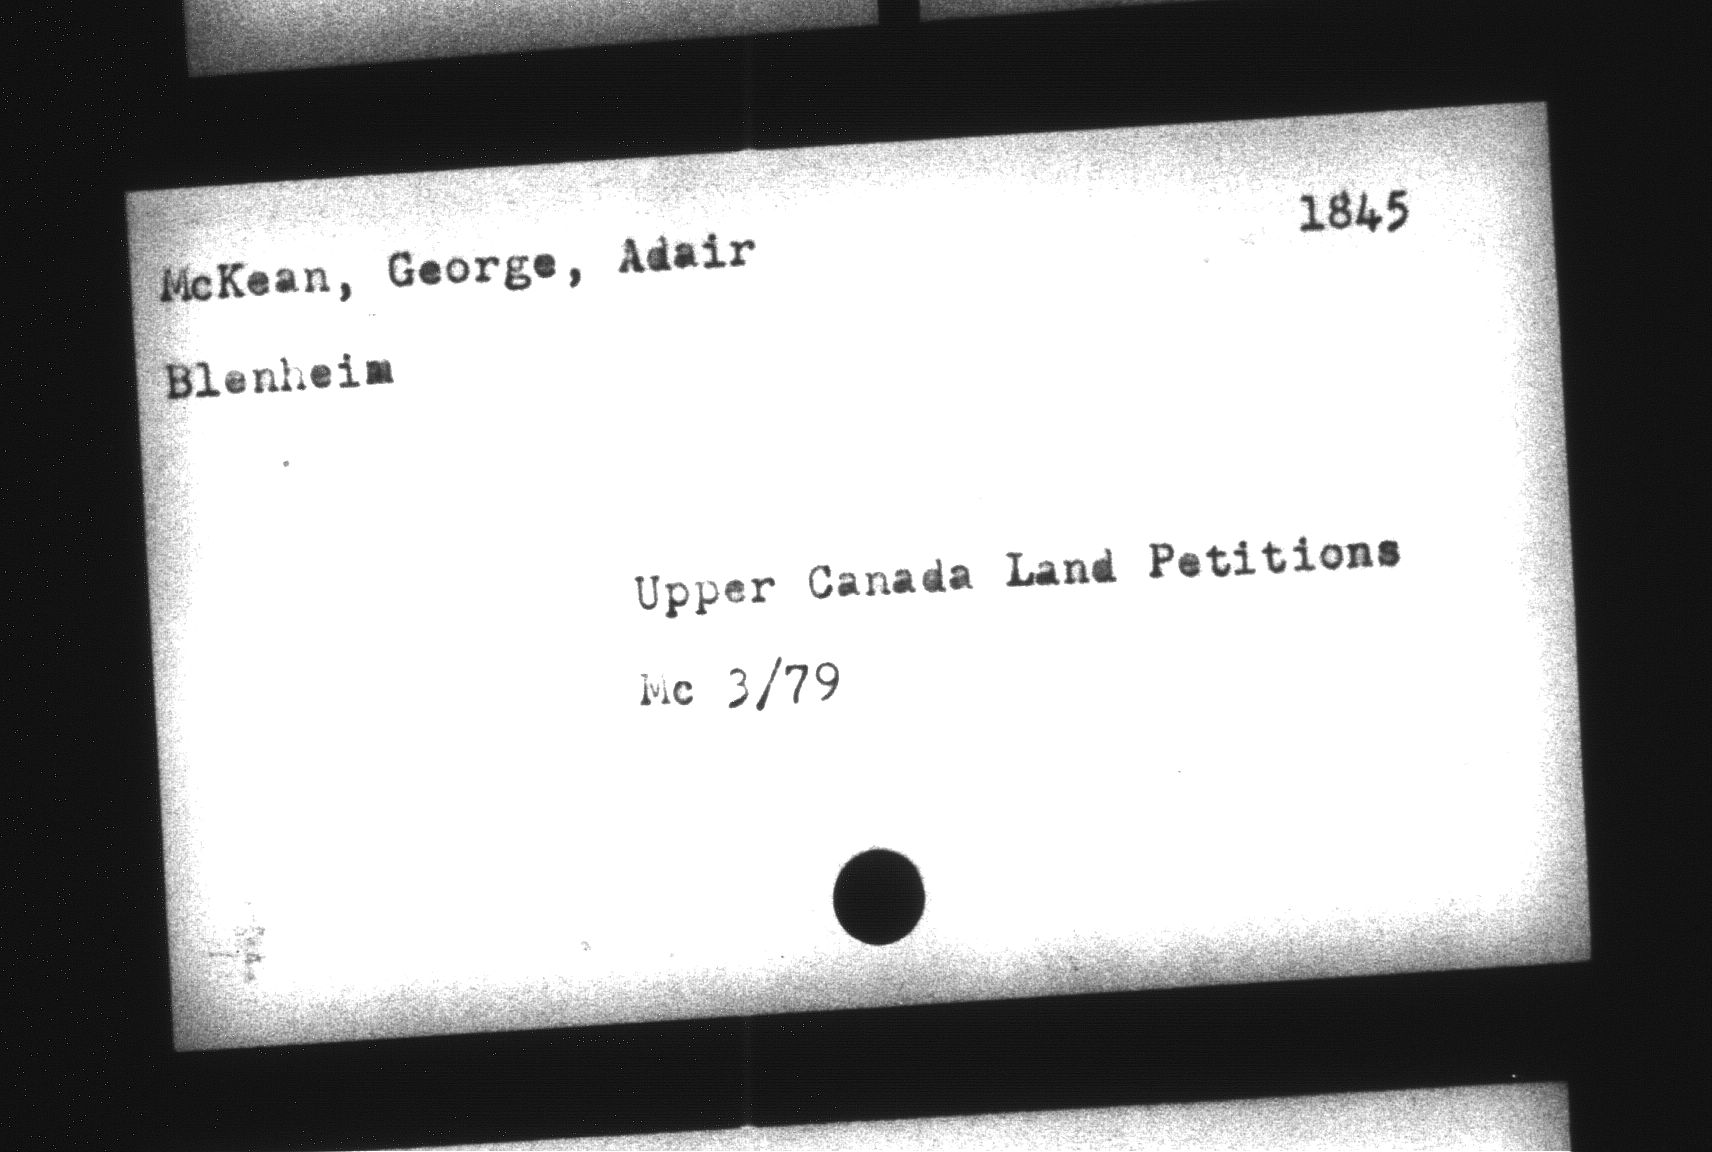 1845
McKean, George, Adair
Blenheim
Upper Canada Land Petitions
Mc 3/79